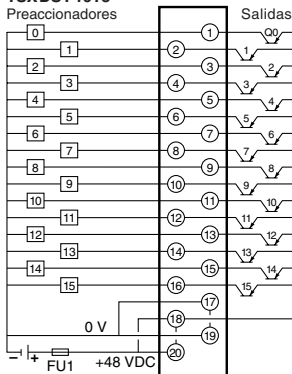 Preaccionadores Salidas
0 1 Q0
1 2 1
2 3 2
3 4 3
4 5 4
5 6 5
6 7 6
7 8 7
8 9 8
9 10 9
10 11 10
11 12 11
12 13 12
13 14 13
14 15 14
15 16 15
17
0 V 18
19
– + FU1 +48 VDC 20